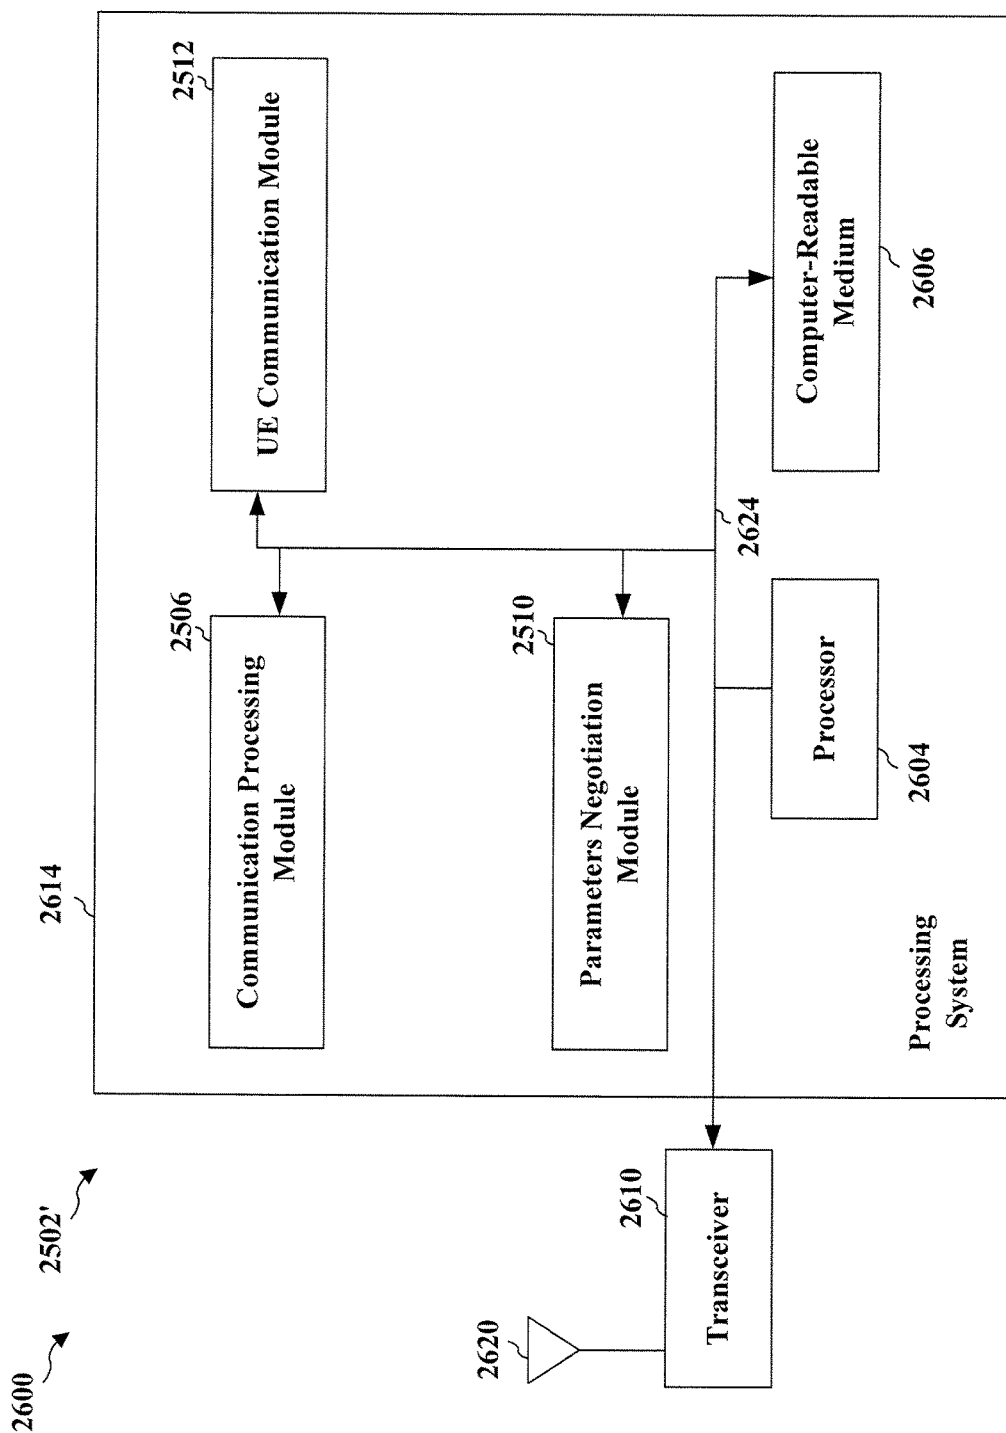 2600
2502'
2614
2620
2610
Transceiver
2506
Communication Processing
Module
2512
UE Communication Module
2510
Parameters Negotiation
Module
2624
Processor
2604
Computer-Readable
Medium
2606
Processing
System